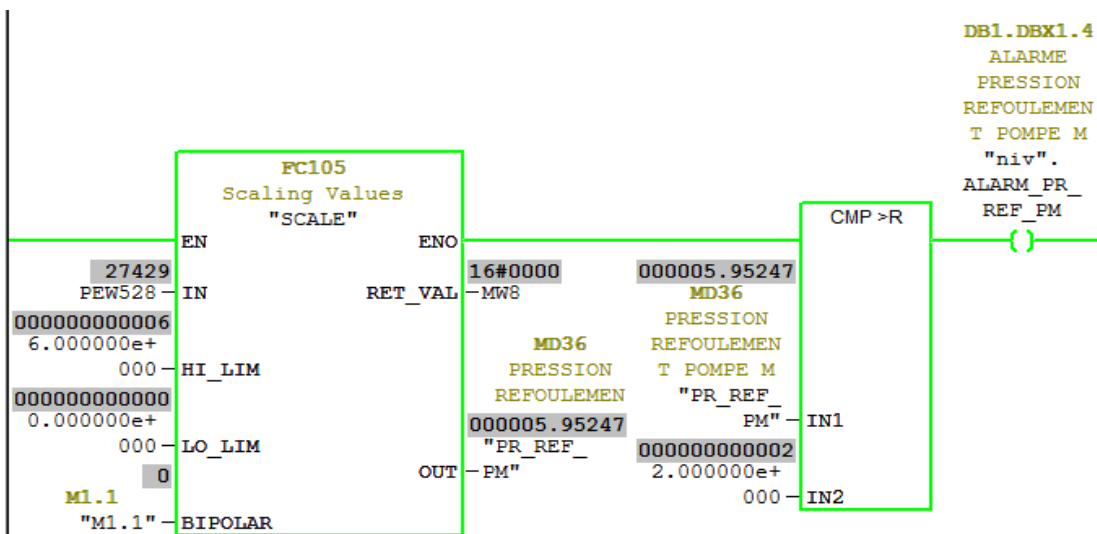 DB1.DBX1.4
ALARME
PRESSION
REFOULEMEN
T POMPE M
"niv".
ALARM_PR_
REF_PM
FC105
Scaling Values
"SCALE"
EN
ENO
27429
PEW528
IN
16#0000
RET_VAL
MW8
000000000006
6.000000e+
000
HI_LIM
000000000000
0.000000e+
000
LO_LIM
0
M1.1
"M1.1"
BIPOLAR
MD36
PRESSION
REFOULEMEN
000005.95247
"PR_REF_
OUT
PM"
CMP >R
000005.95247
MD36
PRESSION
REFOULEMEN
T POMPE M
"PR_REF_
PM"
IN1
000000000002
2.000000e+
000
IN2